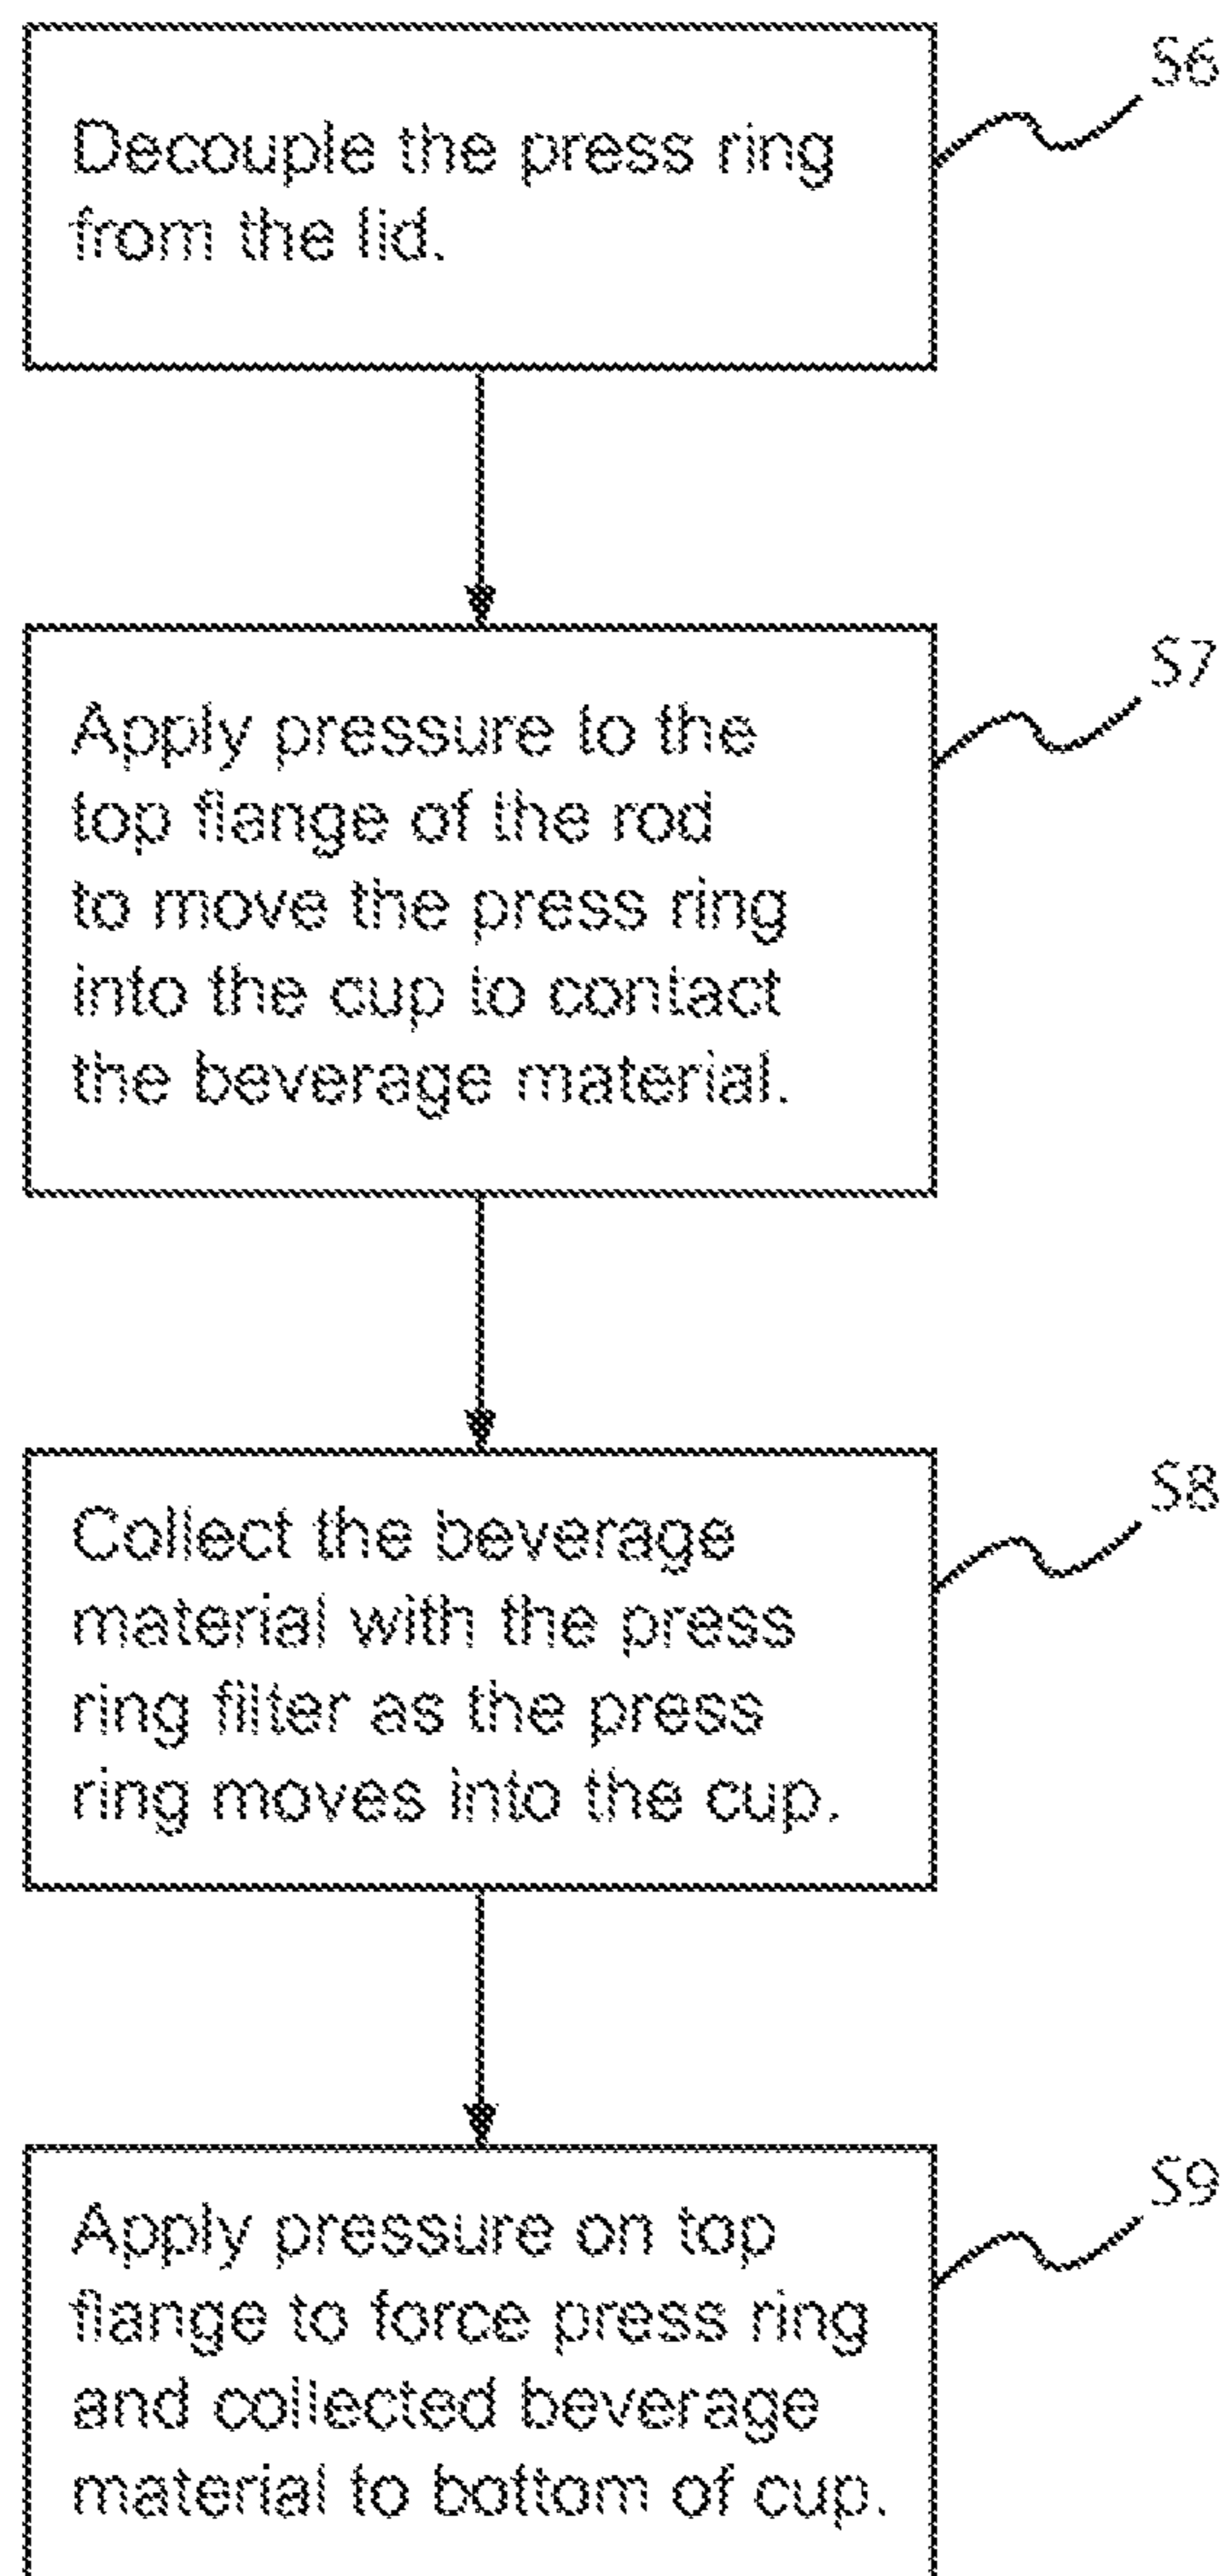 Decouple the press ring
from the lid.
S6
Apply pressure to the
top flange of the rod
to move the press ring
into the cup to contact
the beverage material.
S7
Collect the beverage
material with the press
ring filter as the press
ring moves into the cup.
S8
Apply pressure on top
flange to force press ring
and collected beverage
material to bottom of cup.
S9